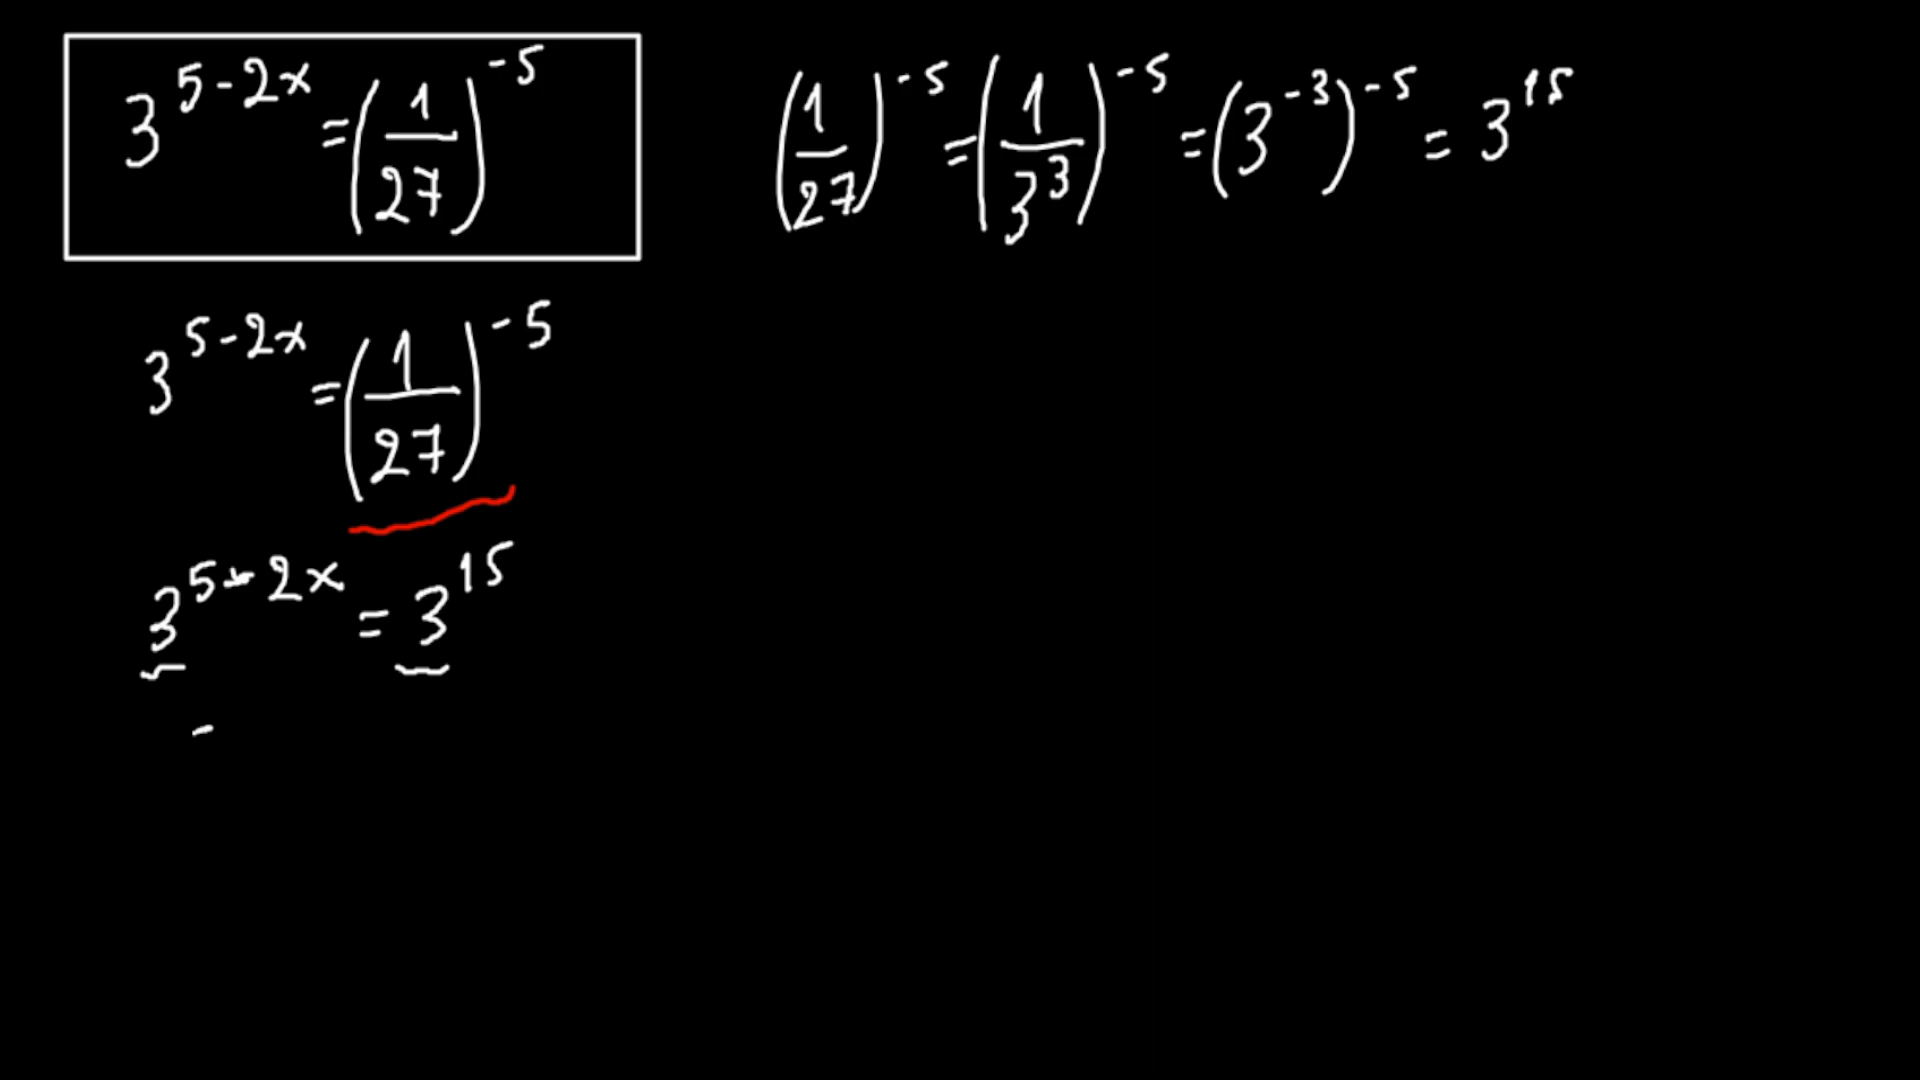 3^{5-2x} = (1/27)^{-5}
(1/27)^{-5} = (1/3^3)^{-5} = (3^{-3})^{-5} = 3^{15}
3^{5-2x} = (1/27)^{-5}
3^{5-2x} = 3^{15}
-